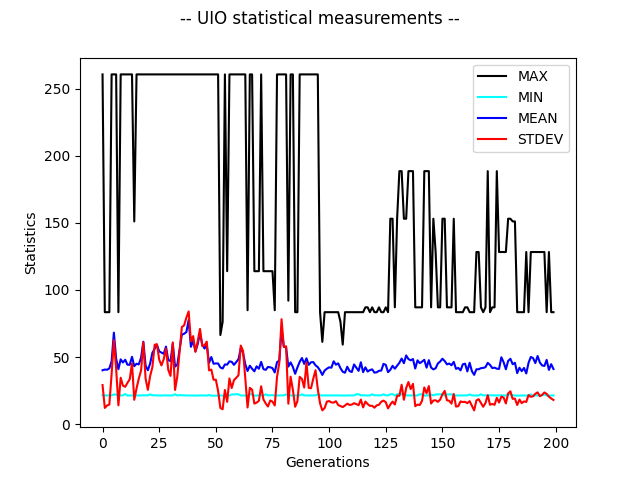 -- UIO statistical measurements --
MAX
MIN
MEAN
STDEV
Statistics
250
200
150
100
50
0
0 25 50 75 100 125 150 175 200
Generations